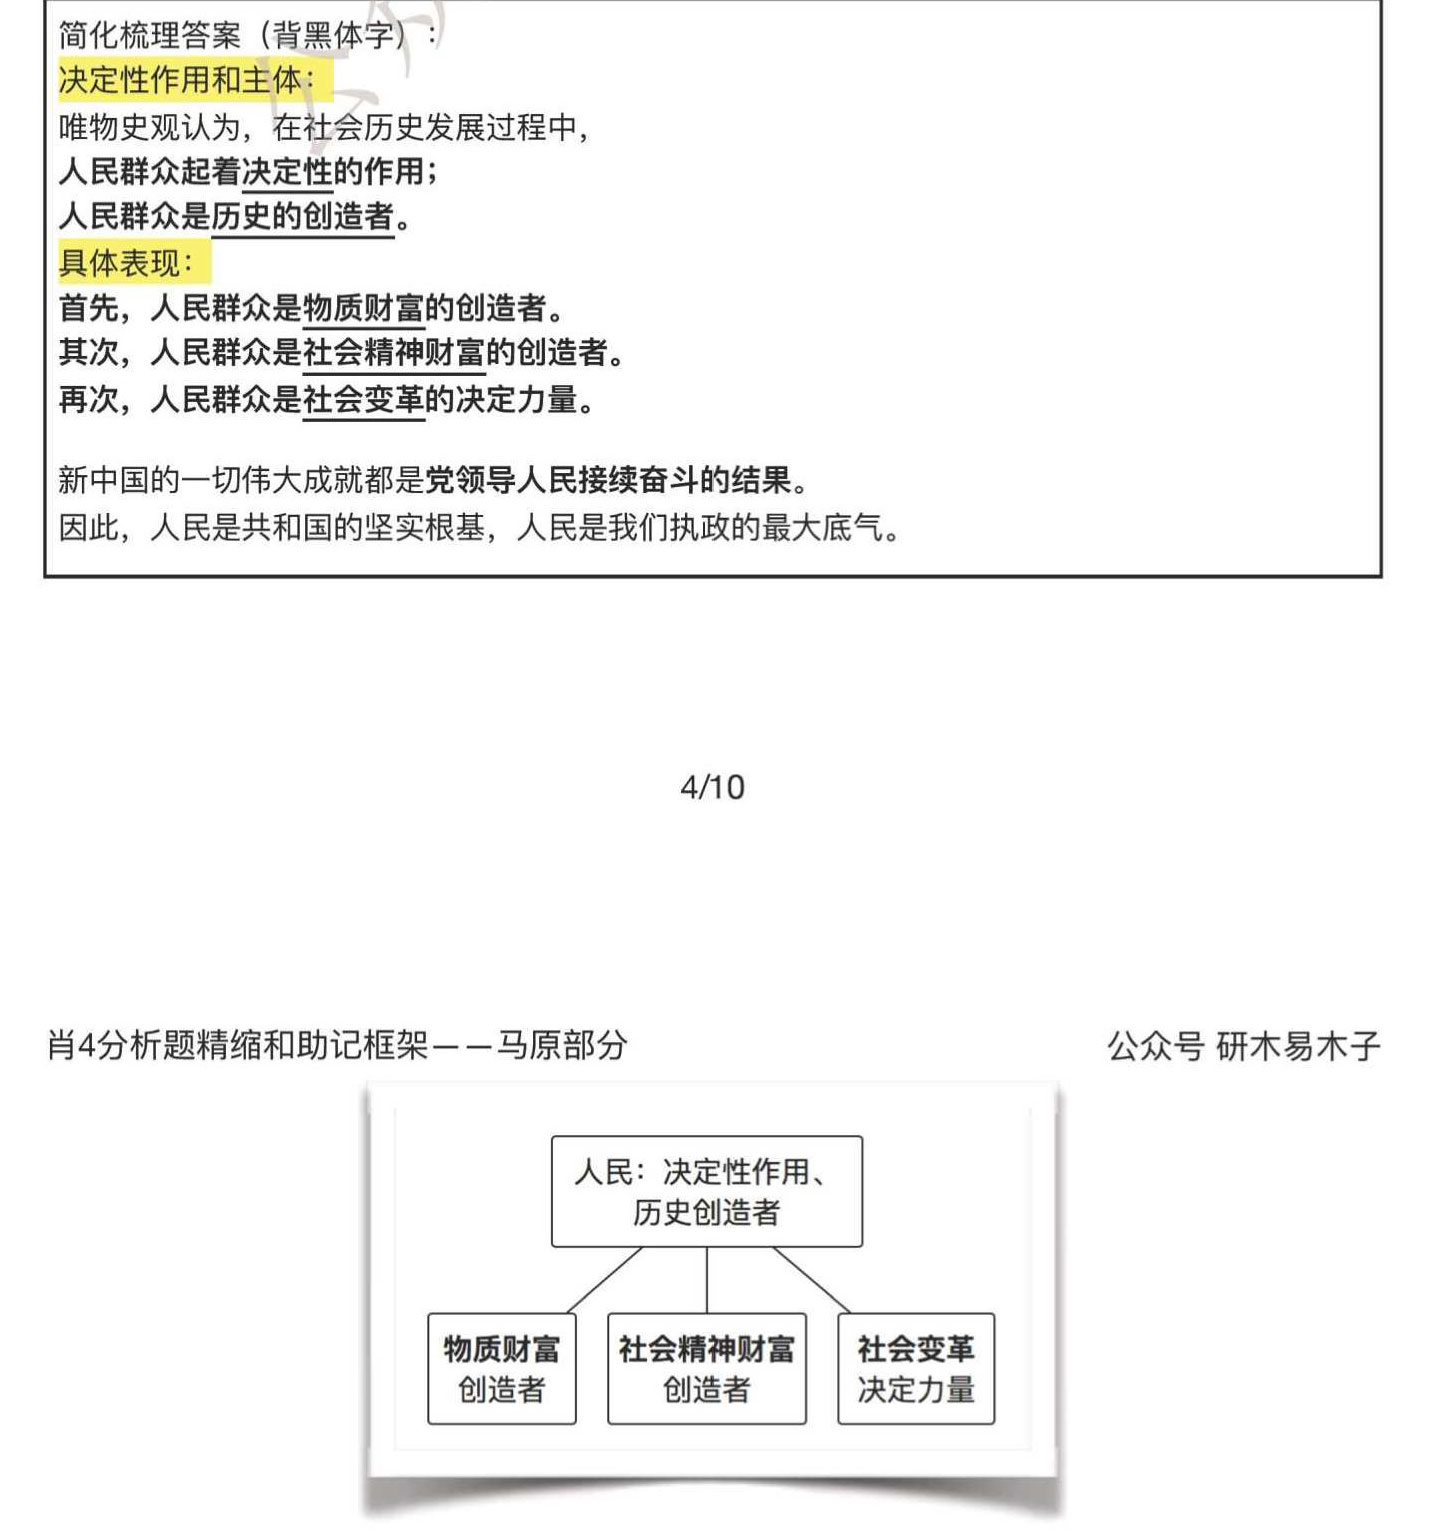 简化梳理答案（背黑体字）：
决定性作用和主体：
唯物史观认为，在社会历史发展过程中，
人民群众起着决定性的作用；
人民群众是历史的创造者。
具体表现：
首先，人民群众是物质财富的创造者。
其次，人民群众是社会精神财富的创造者。
再次，人民群众是社会变革的决定力量。
新中国的一切伟大成就都是党领导人民接续奋斗的结果。
因此，人民是共和国的坚实根基，人民是我们执政的最大底气。
4/10
肖4分析题精缩和助记框架——马原部分
公众号 研木易木子
人民：决定性作用、
历史创造者
物质财富
创造者
社会精神财富
创造者
社会变革
决定力量